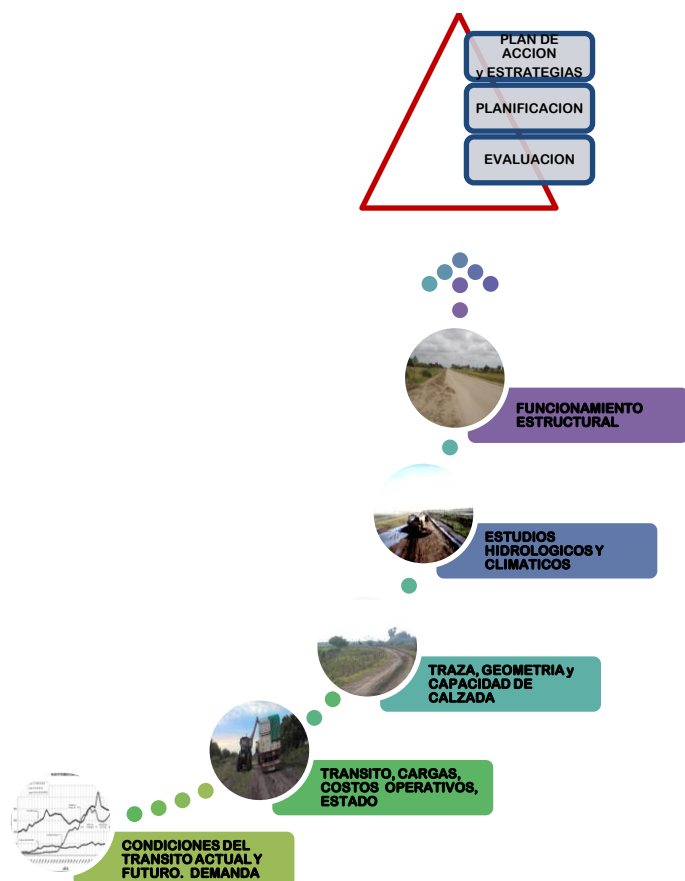 PLAN DE
ACCION
y ESTRATEGIAS
PLANIFICACION
EVALUACION
FUNCIONAMIENTO
ESTRUCTURAL
ESTUDIOS
HIDROLOGICOS Y
CLIMATICOS
TRAZA, GEOMETRIA y
CAPACIDAD DE
CALZADA
TRANSITO, CARGAS,
COSTOS OPERATIVOS,
ESTADO
CONDICIONES DEL
TRANSITO ACTUAL Y
FUTURO. DEMANDA